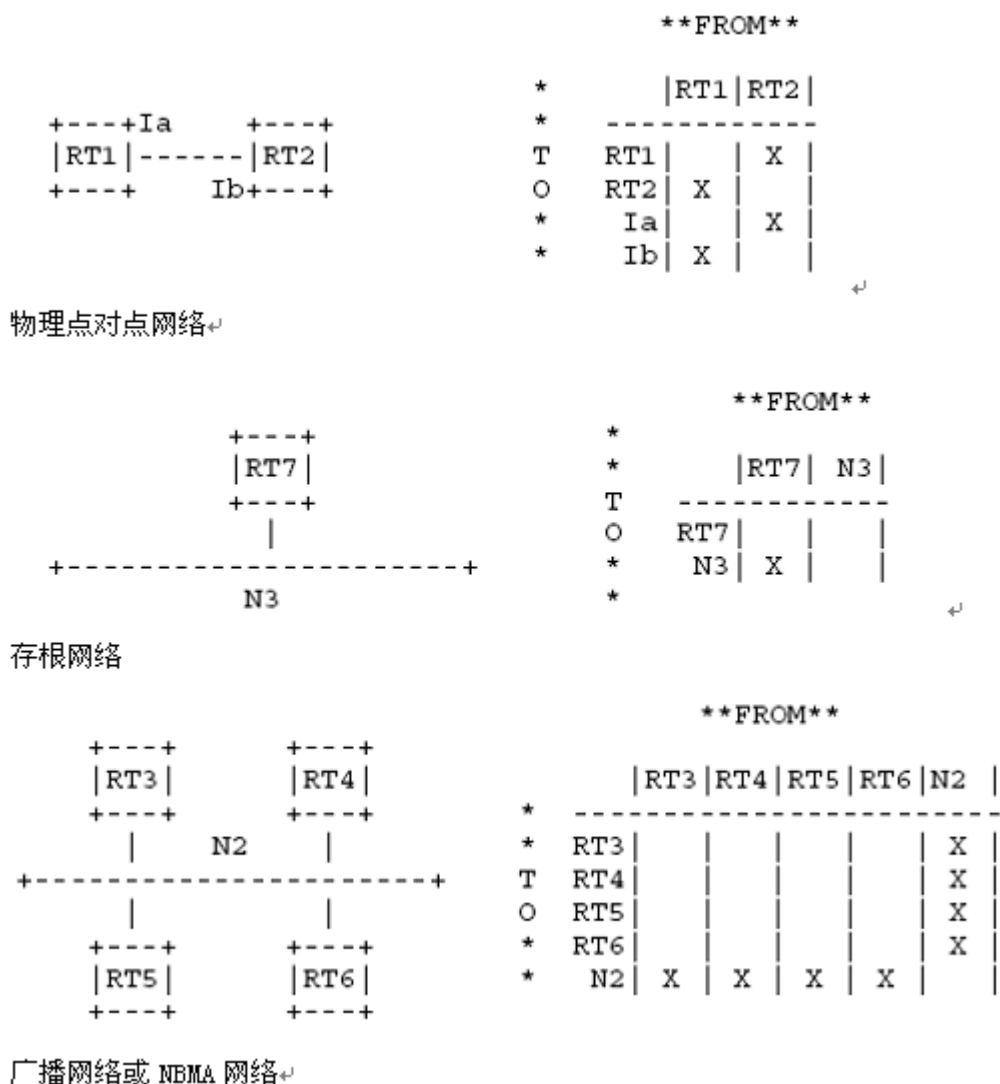 **FROM**
* |RT1|RT2|
+---+Ia +---+ * -------------
|RT1|------|RT2| T RT1| | X |
+---+ Ib+---+ O RT2| X | |
* Ia| | X |
* Ib| X | |
↵
物理点对点网络↵
**FROM**
+---+ *
|RT7| * |RT7| N3|
+---+ T ------------
| O RT7| | |
+-----------------------+ * N3| X | |
N3 *
↵
存根网络
**FROM**
+---+ +---+
|RT3| |RT4| |RT3|RT4|RT5|RT6|N2 |
+---+ +---+ * ------------------------
| N2 | * RT3| | | | | X |
+----------------------+ T RT4| | | | | X |
| | O RT5| | | | | X |
+---+ +---+ * RT6| | | | | X |
|RT5| |RT6| * N2| X | X | X | X | |
+---+ +---+
广播网络或 NBMA 网络↵